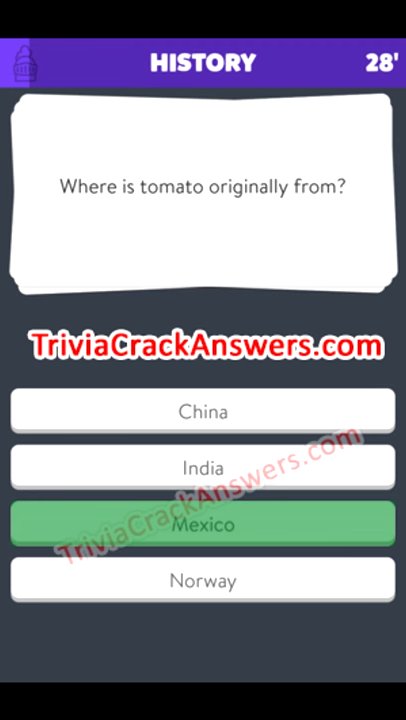 HISTORY
28'
Where is tomato originally from?
TriviaCrackAnswers.com
China
India
TriviaCrackAnswers.com
Mexico
Norway